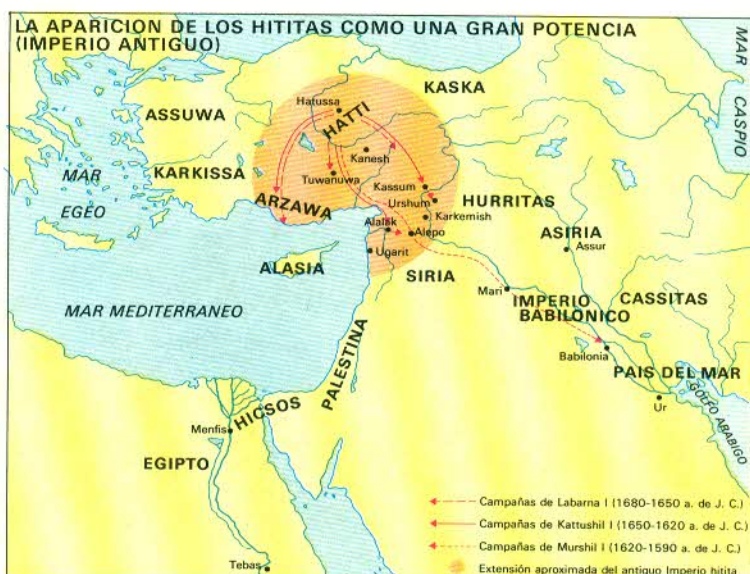 LA APARICION DE LOS HITITAS COMO UNA GRAN POTENCIA
(IMPERIO ANTIGUO)
MAR CASPIO
KASKA
Hatussa
ASSUWA
HATTI
Kanesh
MAR
EGEO
KARKISSA
Tuwanuwa
Kassum
ARZAWA
Urshum
HURRITAS
Karkemish
Alalak
Alepo
ASIRIA
Assur
Ugarit
ALASIA
SIRIA
Mari
IMPERIO
BABILONICO
CASSITAS
MAR MEDITERRANEO
PALESTINA
Babilonia
PAIS DEL MAR
GOLFO ARABIGO
Ur
HICSOS
Menfis
EGIPTO
Tebas
Campañas de Labarna I (1680-1650 a. de J. C.)
Campañas de Kattushil I (1650-1620 a. de J. C.)
Campañas de Murshil I (1620-1590 a. de J. C.)
Extensión aproximada del antiguo Imperio hitita